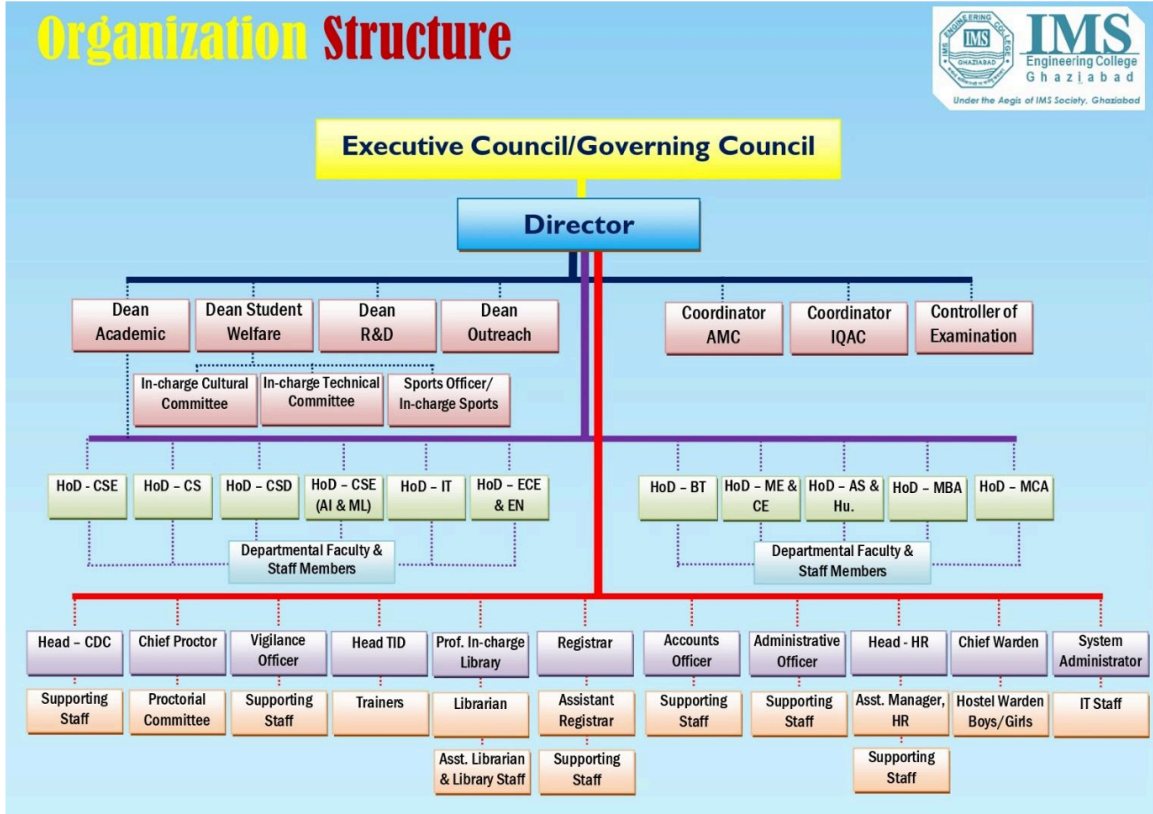 Organization Structure
IMS ENGINEERING COLLEGE
IMS
GHAZIABAD
IMS
Engineering College
Ghaziabad
Under the Aegis of IMS Society, Ghaziabad
Executive Council/Governing Council
Director
Dean
Academic
Dean Student
Welfare
Dean
R&D
Dean
Outreach
Coordinator
AMC
Coordinator
IQAC
Controller of
Examination
In-charge Cultural
Committee
In-charge Technical
Committee
Sports Officer/
In-charge Sports
HoD - CSE
HoD – CS
HoD – CSD
HoD – CSE
(AI & ML)
HoD – IT
HoD – ECE
& EN
HoD – BT
HoD – ME &
CE
HoD – AS &
Hu.
HoD – MBA
HoD – MCA
Departmental Faculty &
Staff Members
Departmental Faculty &
Staff Members
Head – CDC
Chief Proctor
Vigilance
Officer
Head TID
Prof. In-charge
Library
Registrar
Accounts
Officer
Administrative
Officer
Head - HR
Chief Warden
System
Administrator
Supporting
Staff
Proctorial
Committee
Supporting
Staff
Trainers
Librarian
Assistant
Registrar
Supporting
Staff
Supporting
Staff
Asst. Manager,
HR
Hostel Warden
Boys/Girls
IT Staff
Asst. Librarian
& Library Staff
Supporting
Staff
Supporting
Staff